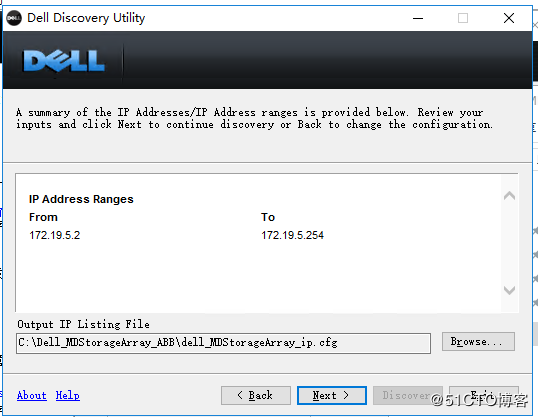 Dell Discovery Utility
DELL
A summary of the IP Addresses/IP Address ranges is provided below. Review your
inputs and click Next to continue discovery or Back to change the configuration.
IP Address Ranges
From To
172.19.5.2 172.19.5.254
Output IP Listing File
C:\Dell_MDStorageArray_ABB\dell_MDStorageArray_ip.cfg Browse...
About Help < Back Next > Discover Exit
@51CTO博客